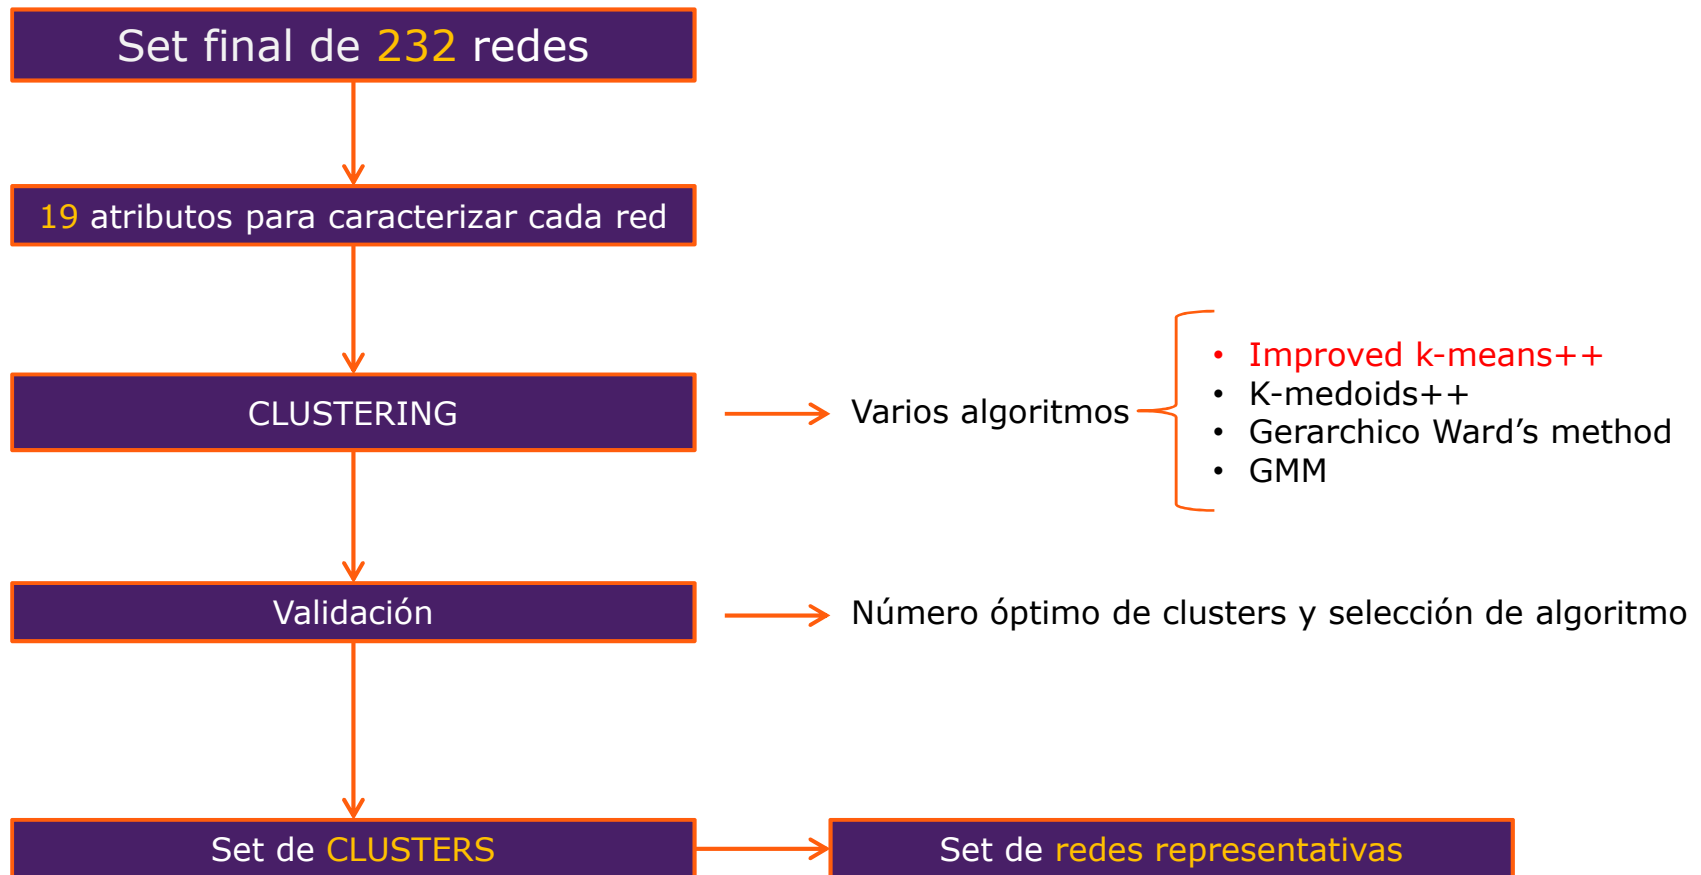 Set final de 232 redes
19 atributos para caracterizar cada red
CLUSTERING
Varios algoritmos
• Improved k-means++
• K-medoids++
• Gerarchico Ward’s method
• GMM
Validación
Número óptimo de clusters y selección de algoritmo
Set de CLUSTERS
Set de redes representativas